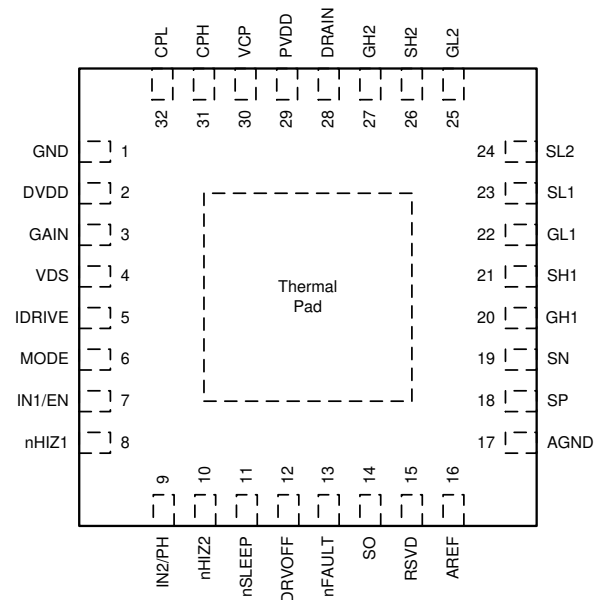 CPL CPH VCP PVDD DRAIN GH2 SH2 GL2
32 31 30 29 28 27 26 25
GND 1 24 SL2
DVDD 2 23 SL1
GAIN 3 22 GL1
VDS 4 21 SH1
Thermal
Pad
IDRIVE 5 20 GH1
MODE 6 19 SN
IN1/EN 7 18 SP
nHIZ1 8 17 AGND
9 10 11 12 13 14 15 16
IN2/PH nHIZ2 nSLEEP DRVOFF nFAULT SO RSVD AREF